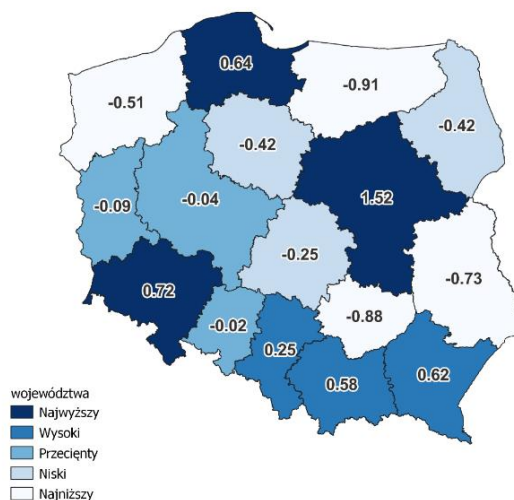 0.64
-0.51
-0.91
-0.42
-0.42
1.52
-0.04
-0.09
-0.25
-0.73
0.72
-0.88
-0.02
0.25
0.58
0.62
województwa
Najwyższy
Wysoki
Przecięty
Niski
Najniższy